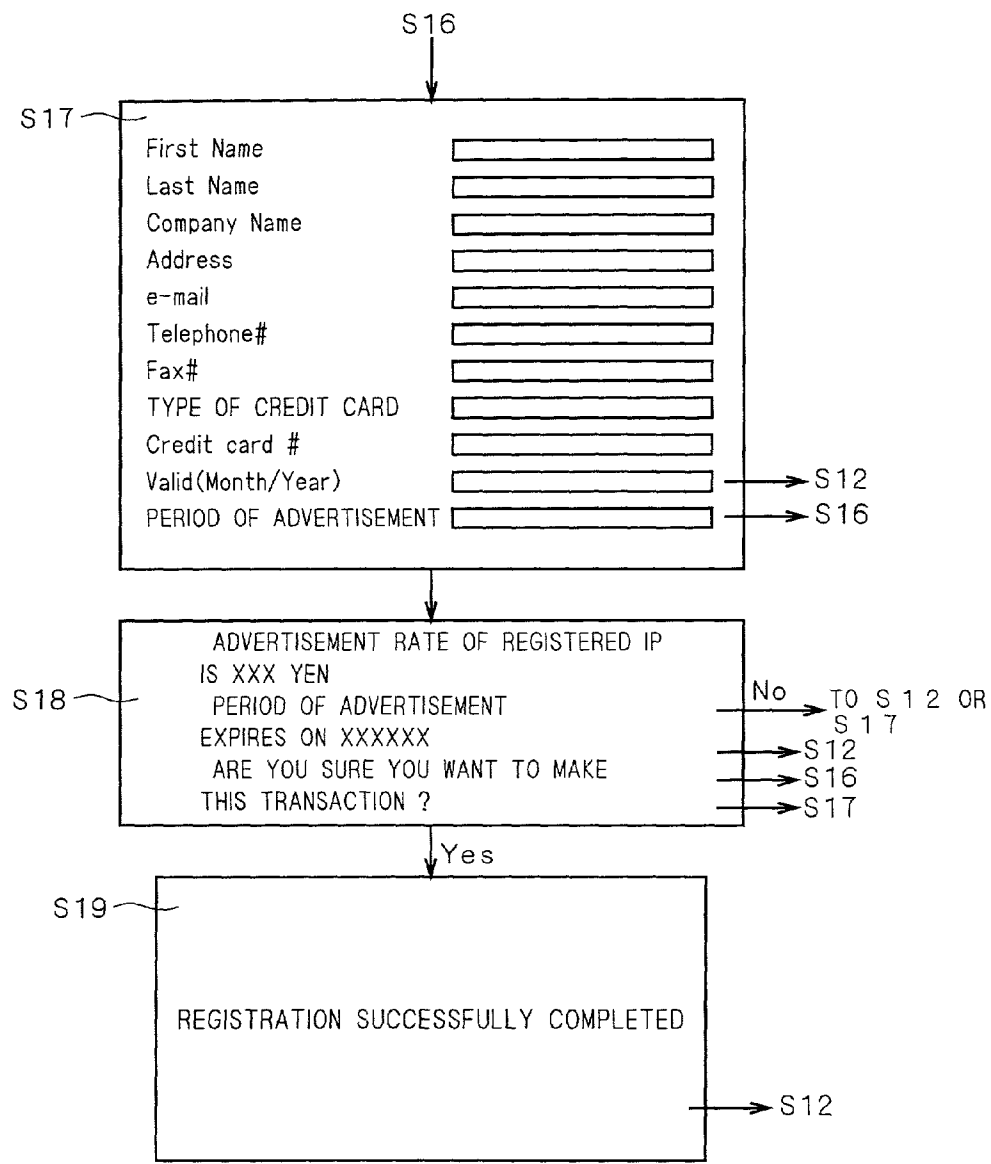 S16
S17
First Name
Last Name
Company Name
Address
e-mail
Telephone#
Fax#
TYPE OF CREDIT CARD
Credit card #
Valid(Month/Year)
S12
PERIOD OF ADVERTISEMENT
S16
S18
ADVERTISEMENT RATE OF REGISTERED IP
IS XXX YEN
PERIOD OF ADVERTISEMENT
EXPIRES ON XXXXXX
ARE YOU SURE YOU WANT TO MAKE
THIS TRANSACTION ?
No
TO S12 OR
S17
S12
S16
S17
Yes
S19
REGISTRATION SUCCESSFULLY COMPLETED
S12